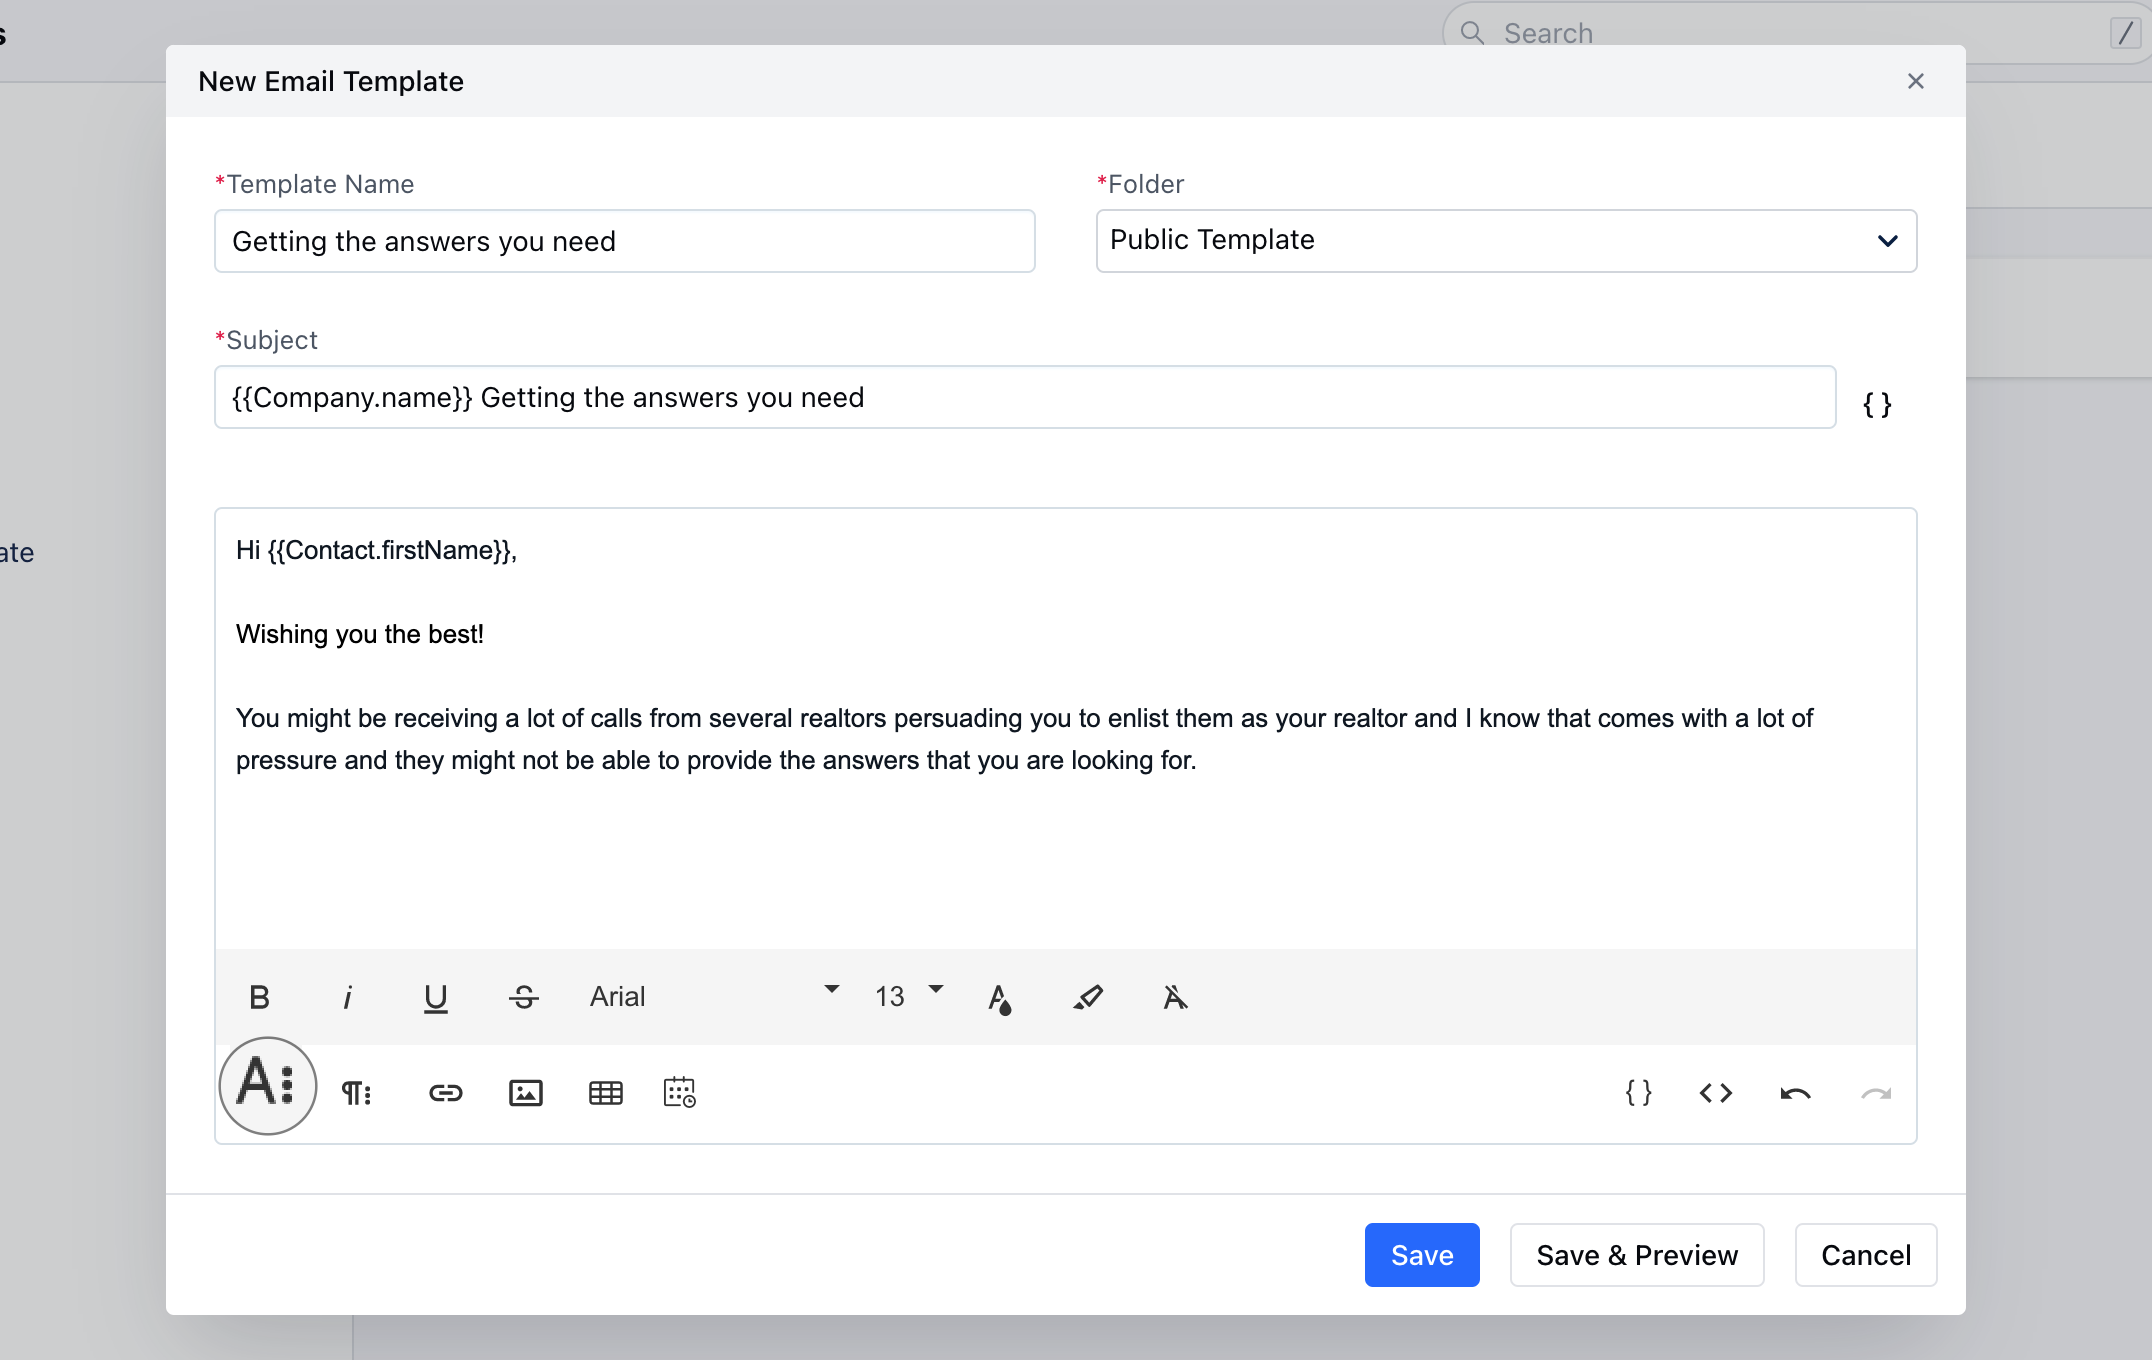 s
Search
/
New Email Template
*Template Name
*Folder
Getting the answers you need
Public Template
*Subject
{{Company.name}} Getting the answers you need
{ }
Hi {{Contact.firstName}},
Wishing you the best!
You might be receiving a lot of calls from several realtors persuading you to enlist them as your realtor and I know that comes with a lot of
pressure and they might not be able to provide the answers that you are looking for.
ate
B i U S Arial 13 A A
A
{ } < >
Save
Save & Preview
Cancel